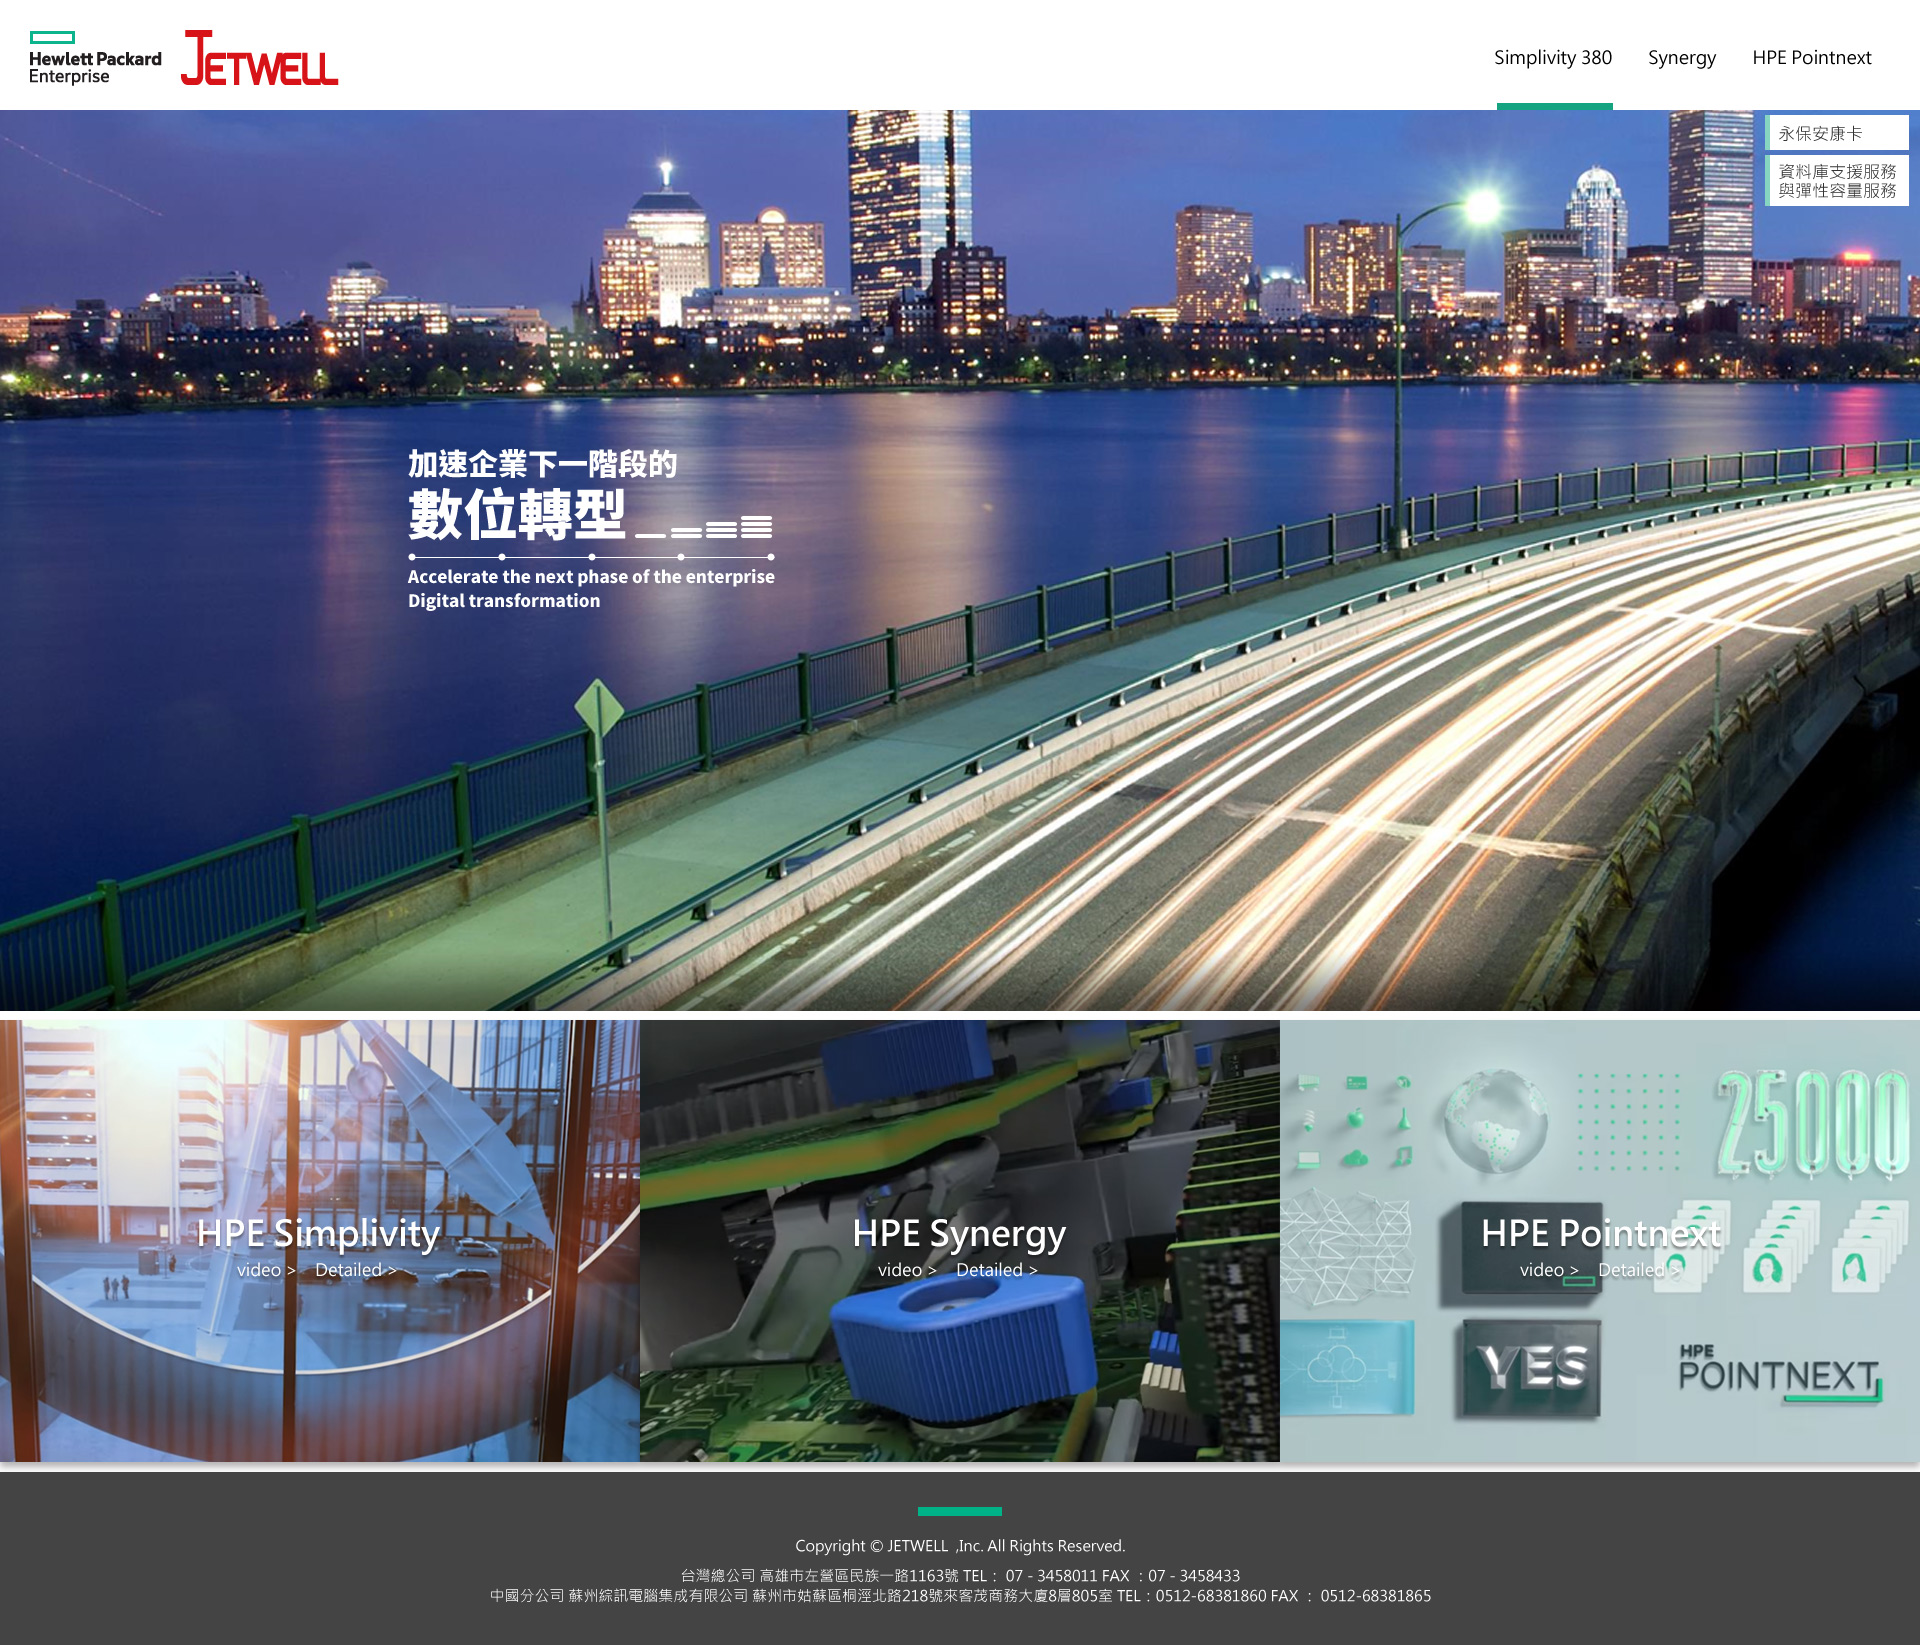 Hewlett Packard
Enterprise
JETWELL
Simplivity 380
Synergy
HPE Pointnext
永保安康卡
資料庫支援服務
與彈性容量服務
加速企業下一階段的
數位轉型
Accelerate the next phase of the enterprise
Digital transformation
HPE Simplivity
video >
Detailed >
HPE Synergy
video >
Detailed >
25000
HPE Pointnext
video >
Detailed >
YES
HPE
POINTNEXT
Copyright © JETWELL ,Inc. All Rights Reserved.
台灣總公司 高雄市左營區民族一路1163號 TEL : 07 - 3458011 FAX : 07 - 3458433
中國分公司 蘇州綜訊電腦集成有限公司 蘇州市姑蘇區桐涇北路218號來客茂商務大廈8層805室 TEL : 0512-68381860 FAX : 0512-68381865